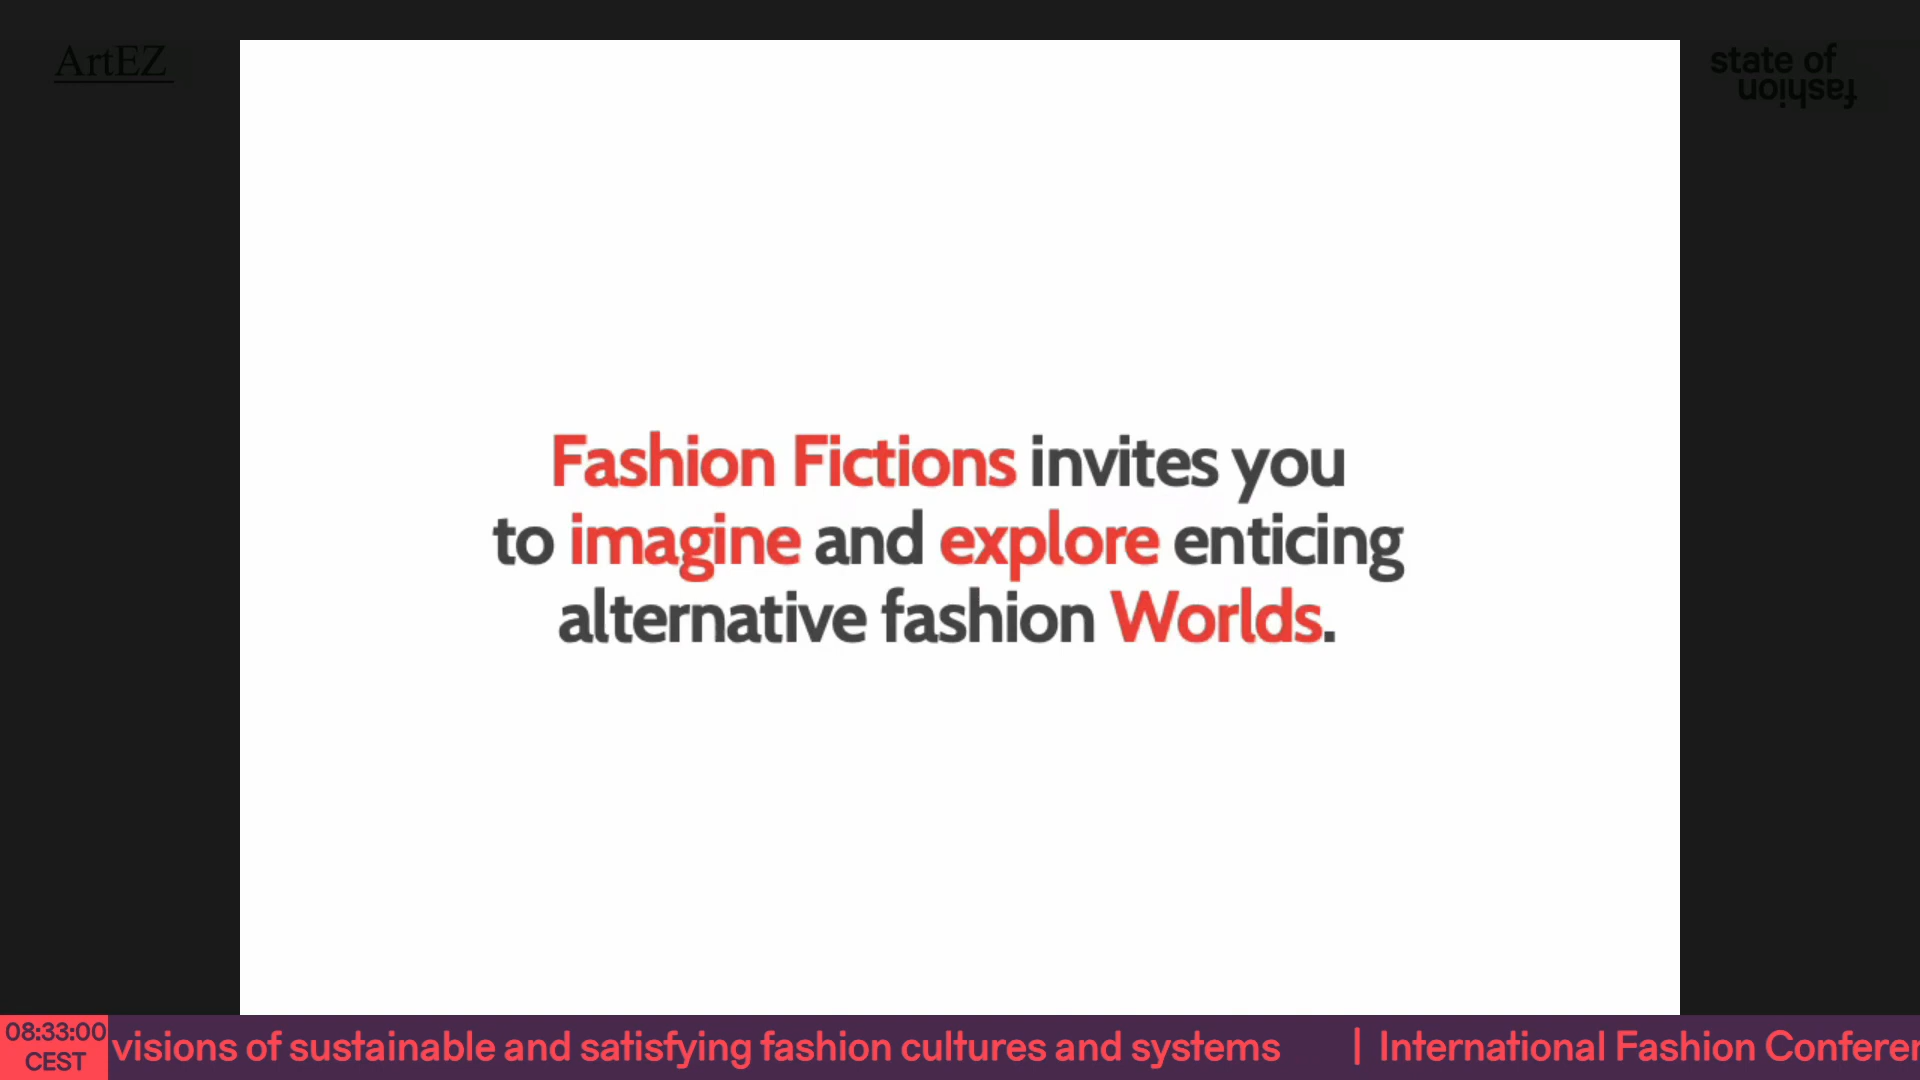 ArtEZ
state of
fashion
Fashion Fictions invites you
to imagine and explore enticing
alternative fashion Worlds.
08:33:00
CEST
visions of sustainable and satisfying fashion cultures and systems | International Fashion